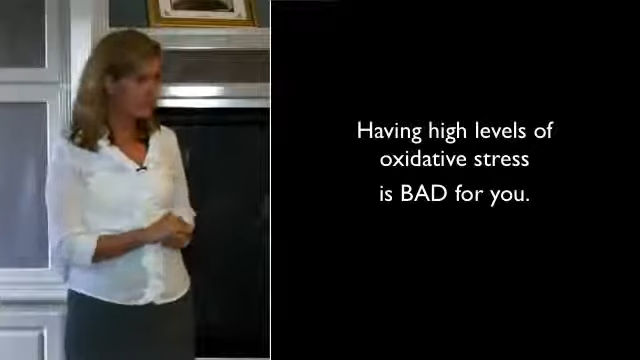 Having high levels of
oxidative stress
is BAD for you.